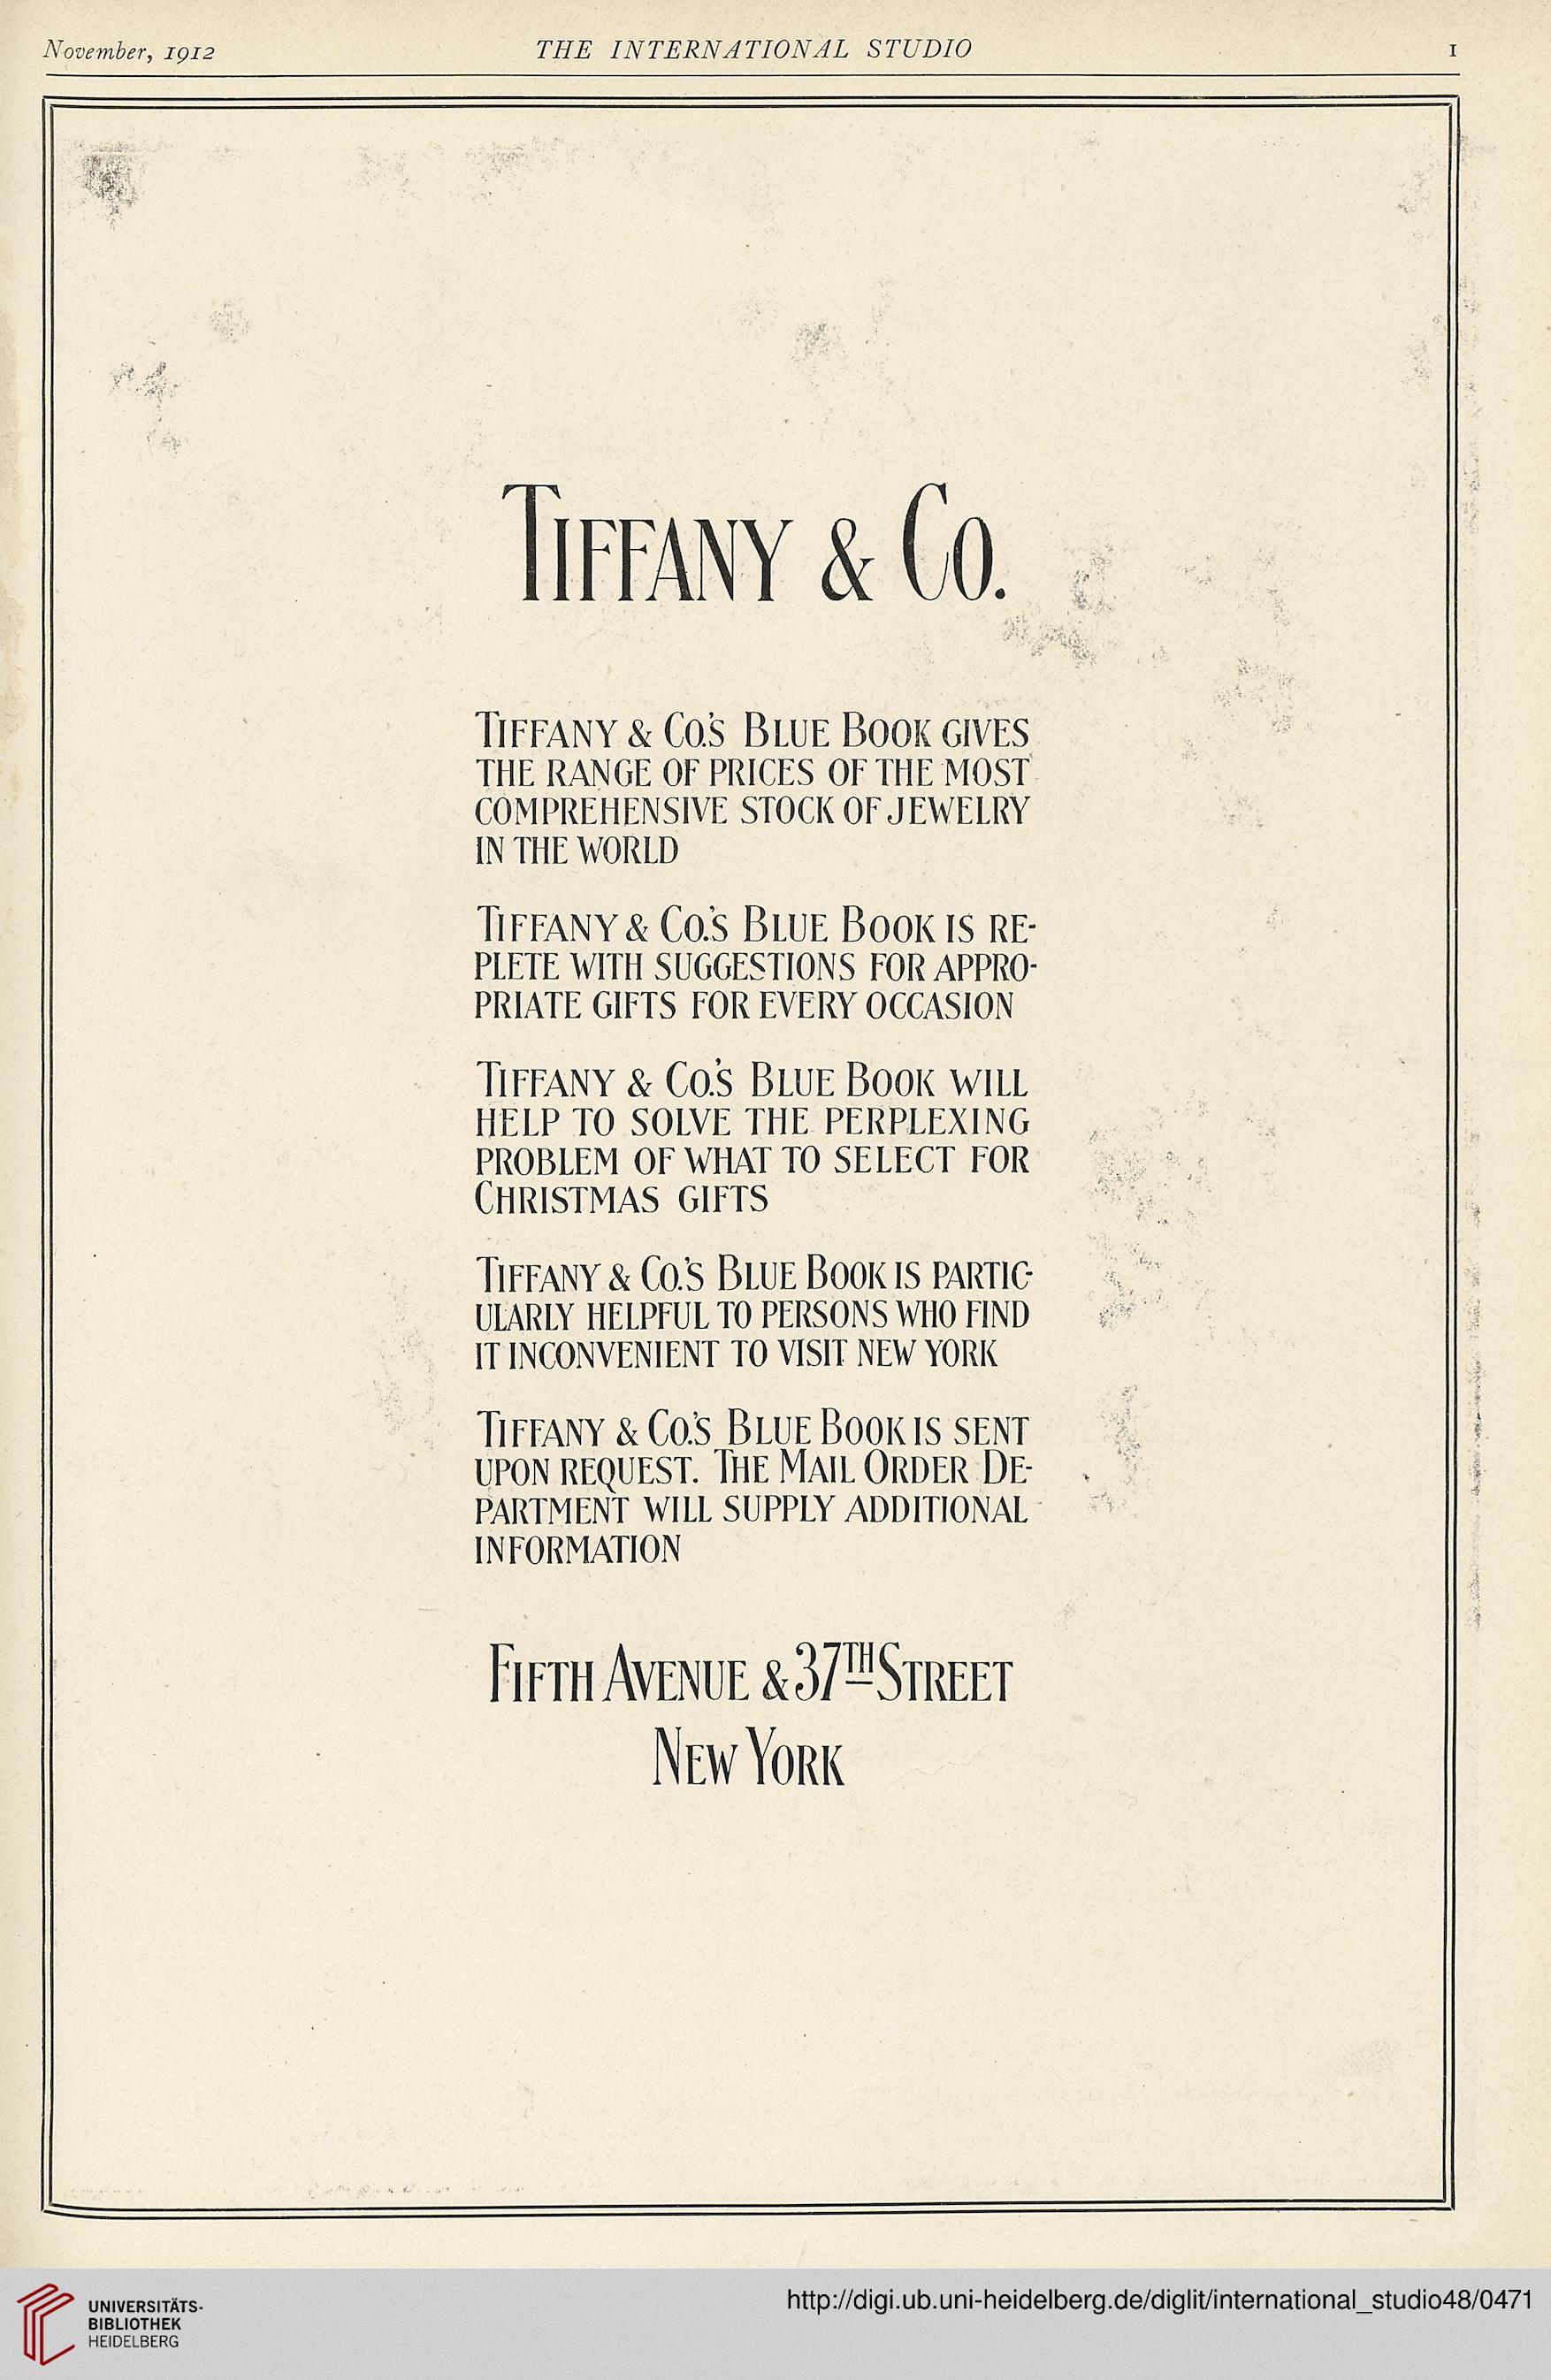 November, 1912 THE INTERNATIONAL STUDIO 1
TIFFANY & CO.
TIFFANY & CO.'S BLUE BOOK GIVES
THE RANGE OF PRICES OF THE MOST
COMPREHENSIVE STOCK OF JEWELRY
IN THE WORLD
TIFFANY & CO.'S BLUE BOOK IS RE-
PLETE WITH SUGGESTIONS FOR APPRO-
PRIATE GIFTS FOR EVERY OCCASION
TIFFANY & CO.'S BLUE BOOK WILL
HELP TO SOLVE THE PERPLEXING
PROBLEM OF WHAT TO SELECT FOR
CHRISTMAS GIFTS
TIFFANY & CO.'S BLUE BOOK IS PARTIC-
ULARLY HELPFUL TO PERSONS WHO FIND
IT INCONVENIENT TO VISIT NEW YORK
TIFFANY & CO.'S BLUE BOOK IS SENT
UPON REQUEST. THE MAIL ORDER DE-
PARTMENT WILL SUPPLY ADDITIONAL
INFORMATION
FIFTH AVENUE & 37TH STREET
NEW YORK
UNIVERSITÄTS-
BIBLIOTHEK
HEIDELBERG
http://digi.ub.uni-heidelberg.de/diglit/international_studio48/0471